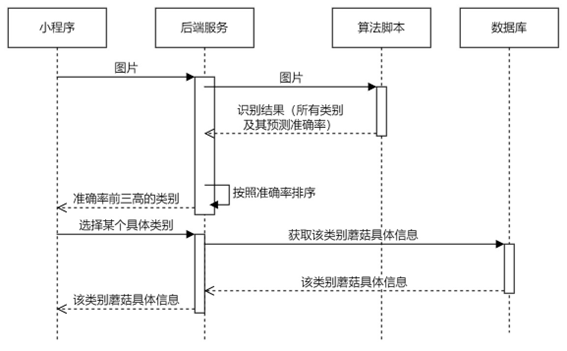 小程序
后端服务
算法脚本
数据库
图片
图片
识别结果（所有类别
及其预测准确率）
按照准确率排序
准确率前三高的类别
选择某个具体类别
获取该类别蘑菇具体信息
该类别蘑菇具体信息
该类别蘑菇具体信息